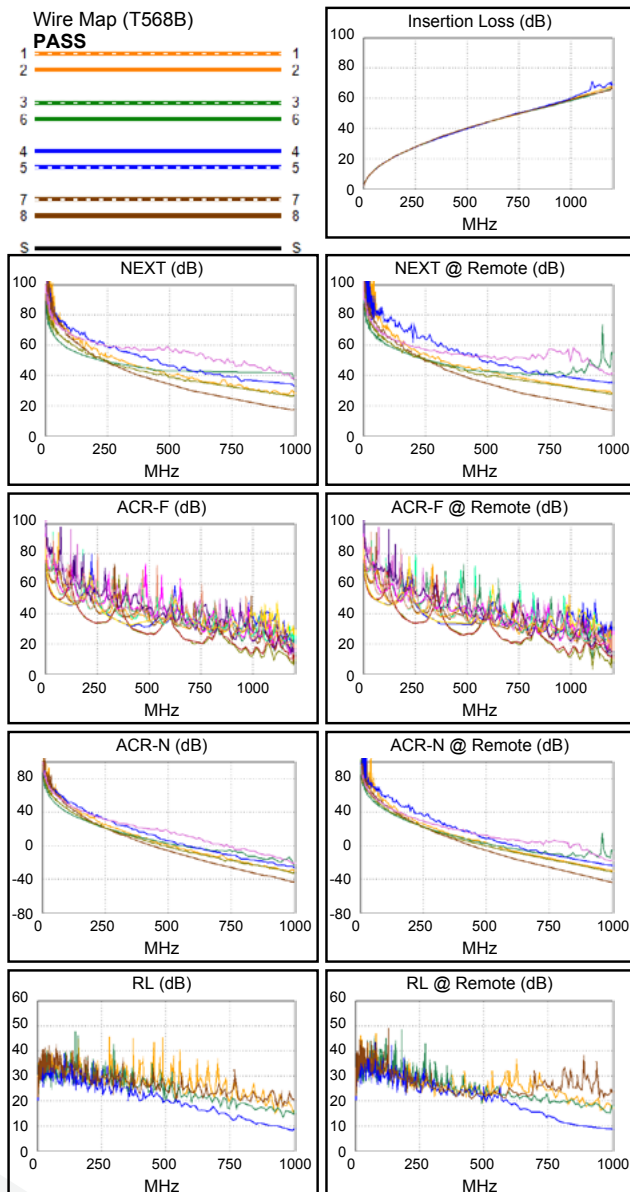 Wire Map (T568B)
PASS
1 1
2 2
3 3
6 6
4 4
5 5
7 7
8 8
S S
Insertion Loss (dB)
100
80
60
40
20
0
250 500 750 1000
MHz
NEXT (dB)
100
80
60
40
20
0
0 250 500 750 1000
MHz
NEXT @ Remote (dB)
100
80
60
40
20
0
0 250 500 750 1000
MHz
ACR-F (dB)
100
80
60
40
20
0
0 250 500 750 1000
MHz
ACR-F @ Remote (dB)
100
80
60
40
20
0
0 250 500 750 1000
MHz
ACR-N (dB)
80
40
0
-40
-80
0 250 500 750 1000
MHz
ACR-N @ Remote (dB)
80
40
0
-40
-80
0 250 500 750 1000
MHz
RL (dB)
60
50
40
30
20
10
0
0 250 500 750 1000
MHz
RL @ Remote (dB)
60
50
40
30
20
10
0
0 250 500 750 1000
MHz